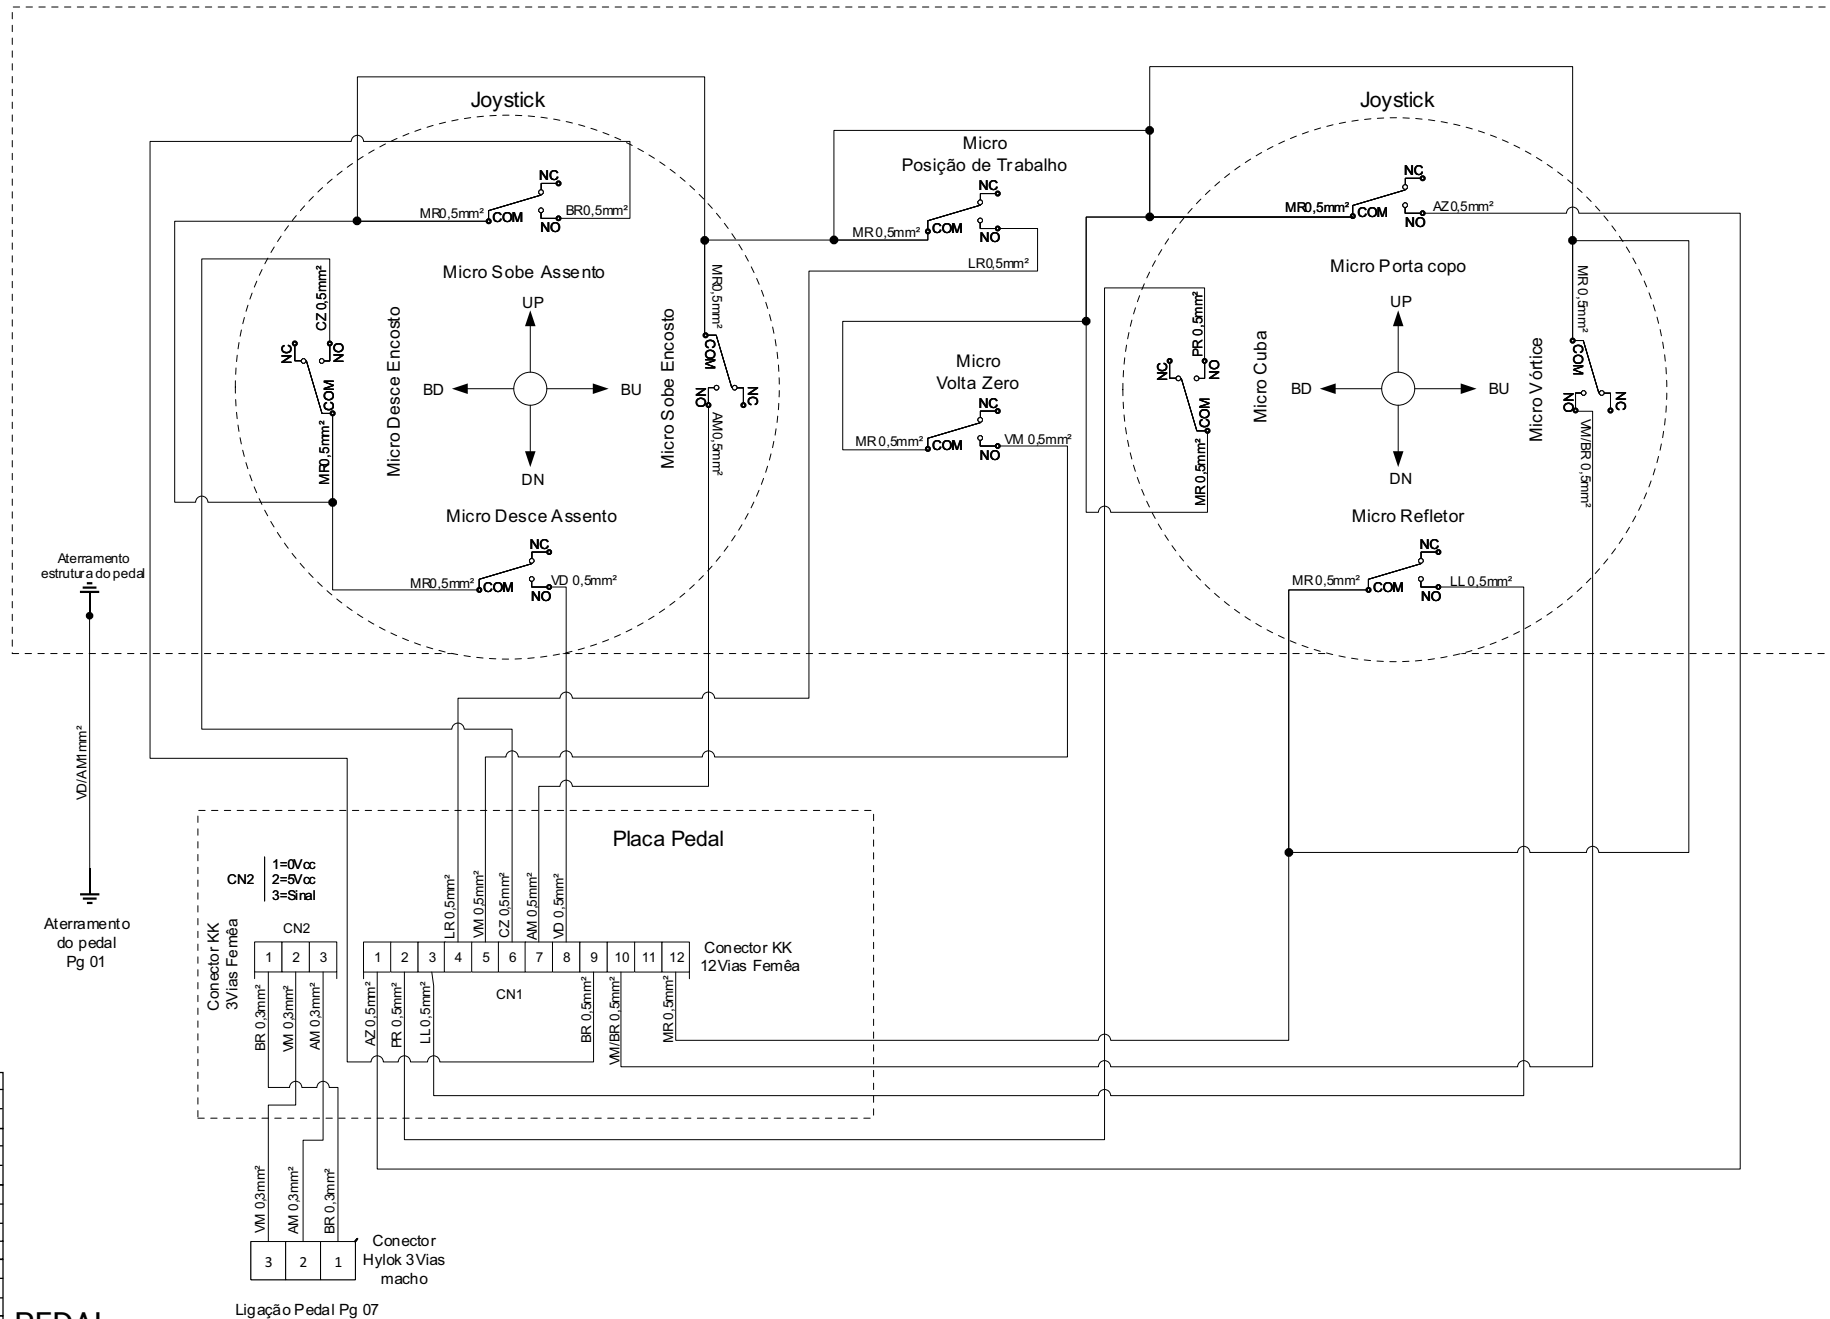 Joystick
Joystick
Micro
Posição de Trabalho
NC
MR0,5mm²
COM
NO
BR0,5mm²
NC
MR 0,5mm²
COM
NO
LR0,5mm²
NC
MR0,5mm²
COM
NO
AZ 0,5mm²
Micro Sobe Assento
UP
BD
BU
DN
Micro Desce Encosto
Micro Sobe Encosto
CZ 0,5mm²
NC
NO
COM
MR0,5mm²
MR0,5mm²
COM
NO
NC
AM0,5mm²
Micro Desce Assento
NC
MR0,5mm²
COM
NO
VD 0,5mm²
Micro
Volta Zero
NC
MR 0,5mm²
COM
NO
VM 0,5mm²
Micro Porta copo
UP
BD
BU
DN
Micro Cuba
Micro Vórtice
PR 0,5mm²
NC
NO
COM
MR 0,5mm²
MR 0,5mm²
COM
NO
NC
VM/BR 0,5mm²
Micro Refletor
NC
MR 0,5mm²
COM
NO
LL 0,5mm²
Aterramento
estrutura do pedal
VD/AM1mm²
Aterramento
do pedal
Pg 01
Placa Pedal
CN2
1=0Vcc
2=5Vcc
3=Sinal
Conector KK
3Vias Femêa
CN2
1 2 3
BR 0,3mm²
VM 0,3mm²
AM 0,3mm²
LR 0,5mm²
VM 0,5mm²
CZ 0,5mm²
AM 0,5mm²
VD 0,5mm²
1 2 3 4 5 6 7 8 9 10 11 12
Conector KK
12Vias Femêa
CN1
AZ 0,5mm²
PR 0,5mm²
LL 0,5mm²
BR 0,5mm²
VM/BR 0,5mm²
MR 0,5mm²
VM 0,3mm²
AM 0,3mm²
BR 0,3mm²
3 2 1
Conector
Hylok 3Vias
macho
Ligação Pedal Pg 07
PEDAL